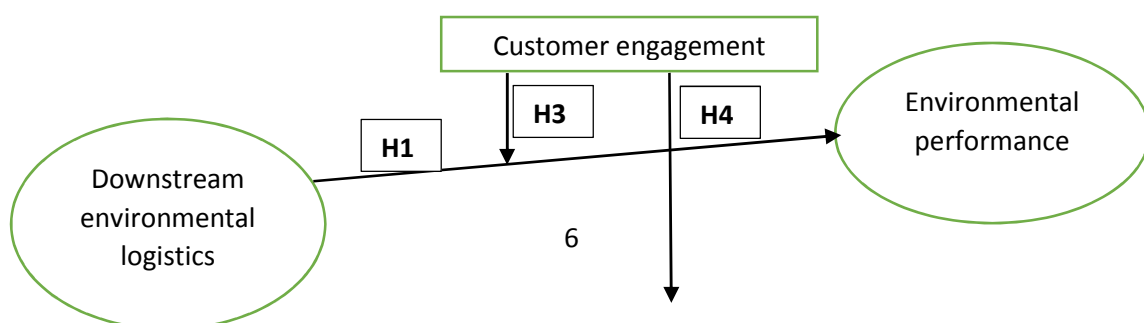 Customer engagement
H3
H4
Environmental
performance
H1
Downstream
environmental
logistics
6